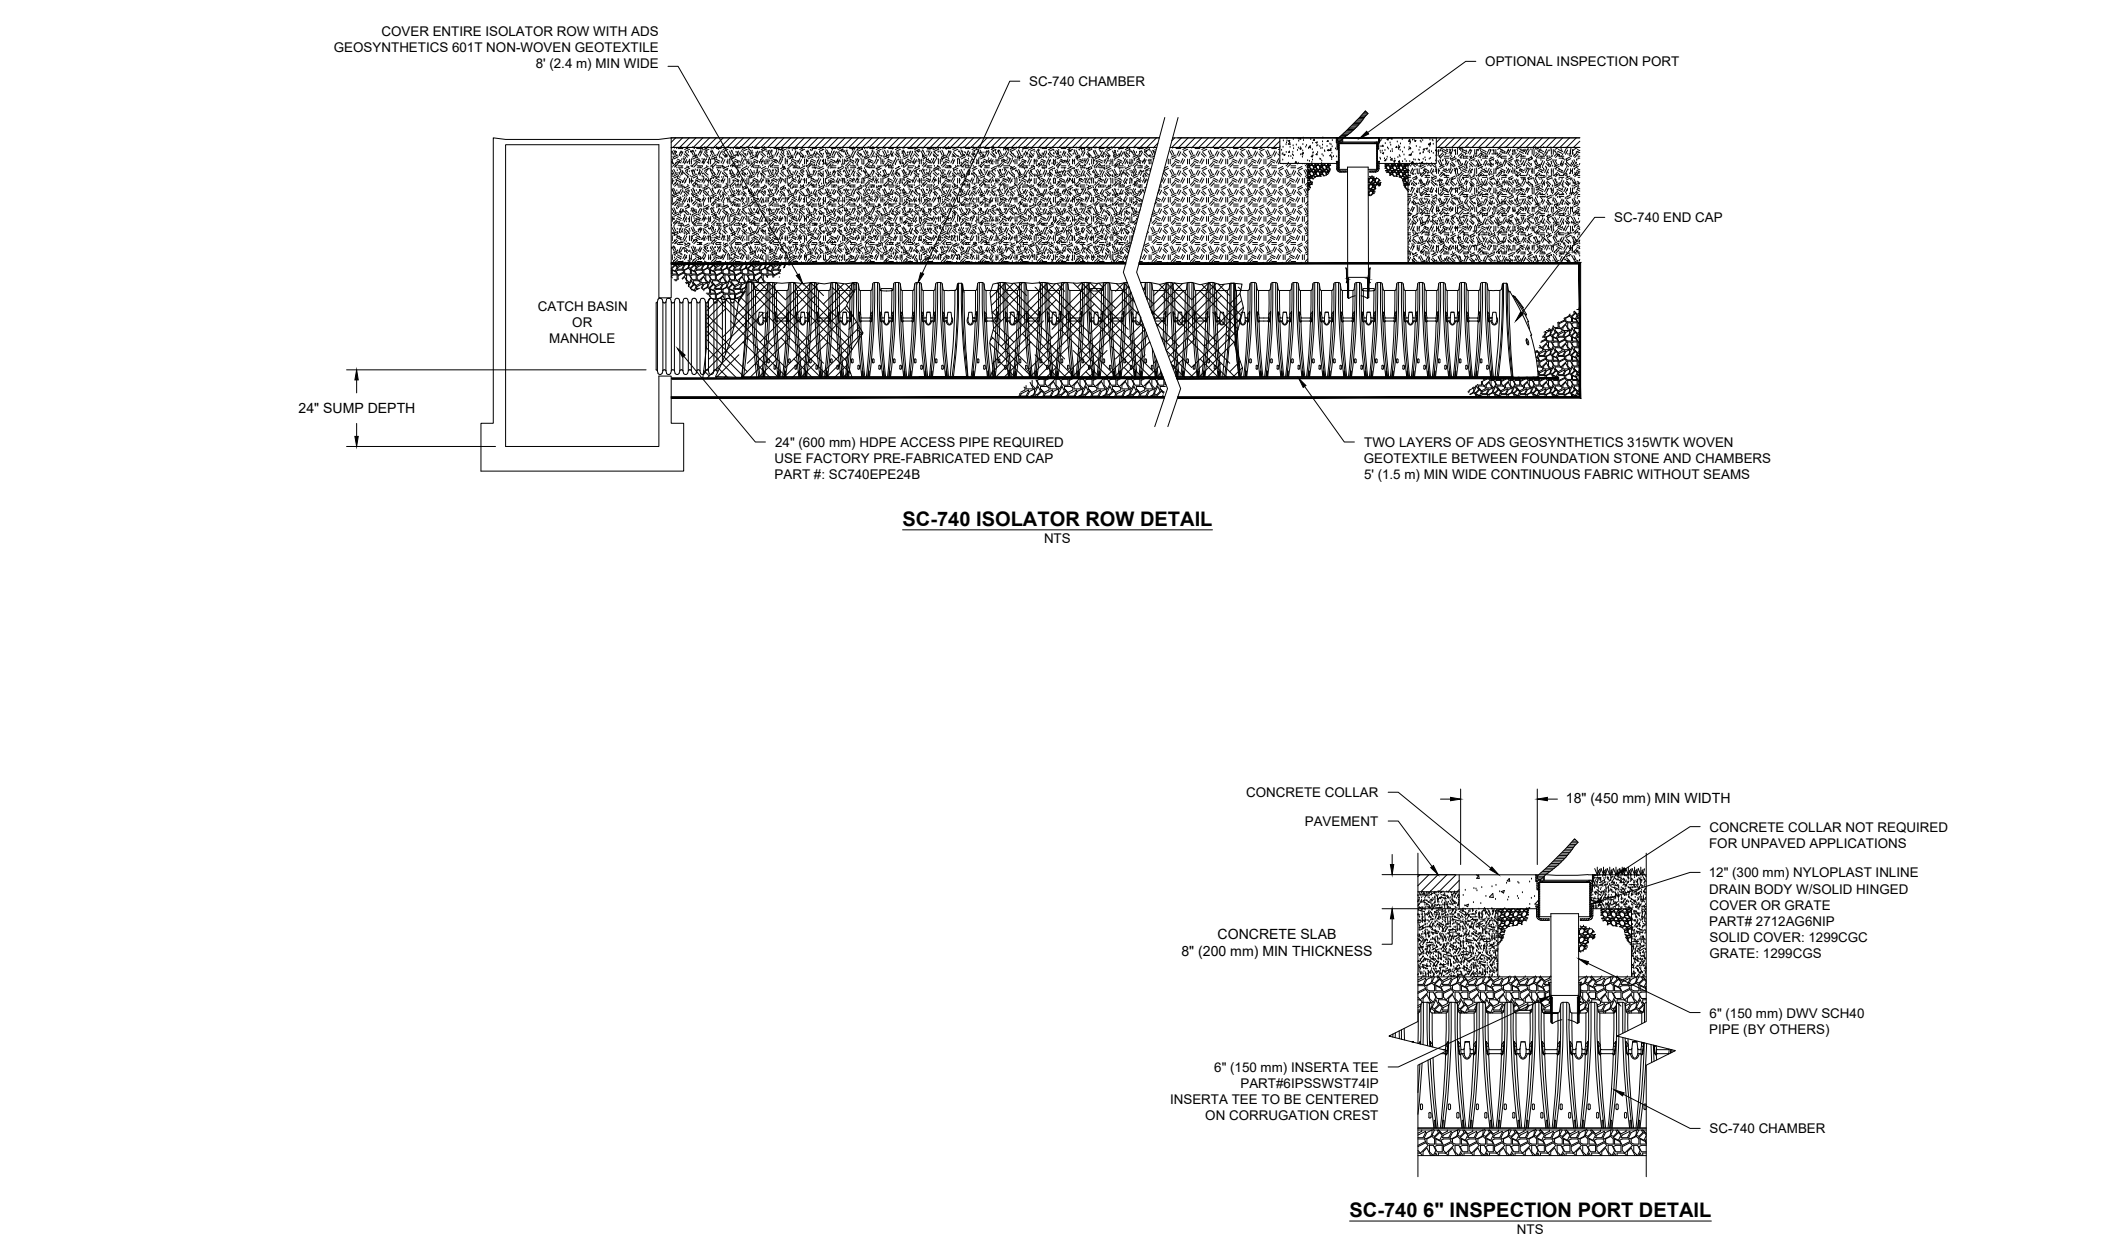 COVER ENTIRE ISOLATOR ROW WITH ADS
GEOSYNTHETICS 601T NON-WOVEN GEOTEXTILE
8' (2.4 m) MIN WIDE
SC-740 CHAMBER
OPTIONAL INSPECTION PORT
SC-740 END CAP
CATCH BASIN
OR
MANHOLE
24" SUMP DEPTH
24" (600 mm) HDPE ACCESS PIPE REQUIRED
USE FACTORY PRE-FABRICATED END CAP
PART #: SC740EPE24B
TWO LAYERS OF ADS GEOSYNTHETICS 315WTK WOVEN
GEOTEXTILE BETWEEN FOUNDATION STONE AND CHAMBERS
5' (1.5 m) MIN WIDE CONTINUOUS FABRIC WITHOUT SEAMS
SC-740 ISOLATOR ROW DETAIL
NTS
CONCRETE COLLAR
PAVEMENT
18" (450 mm) MIN WIDTH
CONCRETE COLLAR NOT REQUIRED
FOR UNPAVED APPLICATIONS
12" (300 mm) NYLOPLAST INLINE
DRAIN BODY W/SOLID HINGED
COVER OR GRATE
PART# 2712AG6NIP
SOLID COVER: 1299CGC
GRATE: 1299CGS
CONCRETE SLAB
8" (200 mm) MIN THICKNESS
6" (150 mm) DWV SCH40
PIPE (BY OTHERS)
6" (150 mm) INSERTA TEE
PART#6IPSSWST74IP
INSERTA TEE TO BE CENTERED
ON CORRUGATION CREST
SC-740 CHAMBER
SC-740 6" INSPECTION PORT DETAIL
NTS